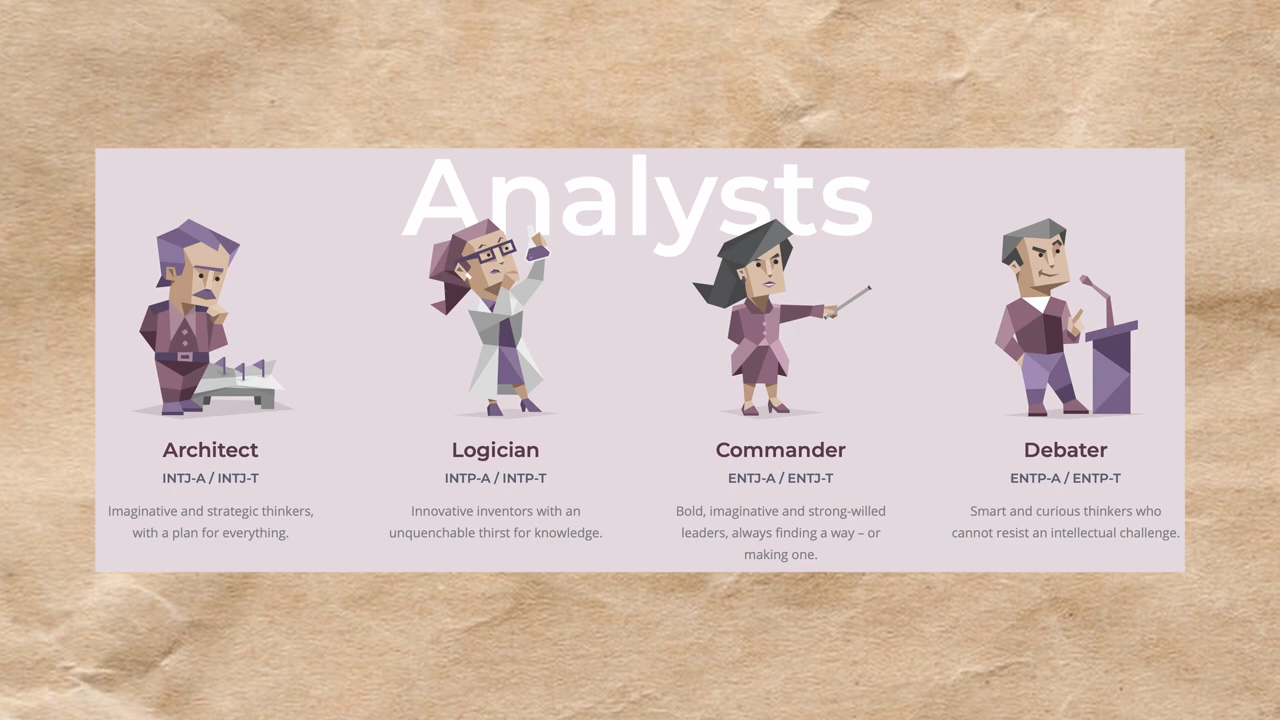 Analysts
Architect
INTJ-A / INTJ-T
Imaginative and strategic thinkers,
with a plan for everything.
Logician
INTP-A / INTP-T
Innovative inventors with an
unquenchable thirst for knowledge.
Commander
ENTJ-A / ENTJ-T
Bold, imaginative and strong-willed
leaders, always finding a way – or
making one.
Debater
ENTP-A / ENTP-T
Smart and curious thinkers who
cannot resist an intellectual challenge.